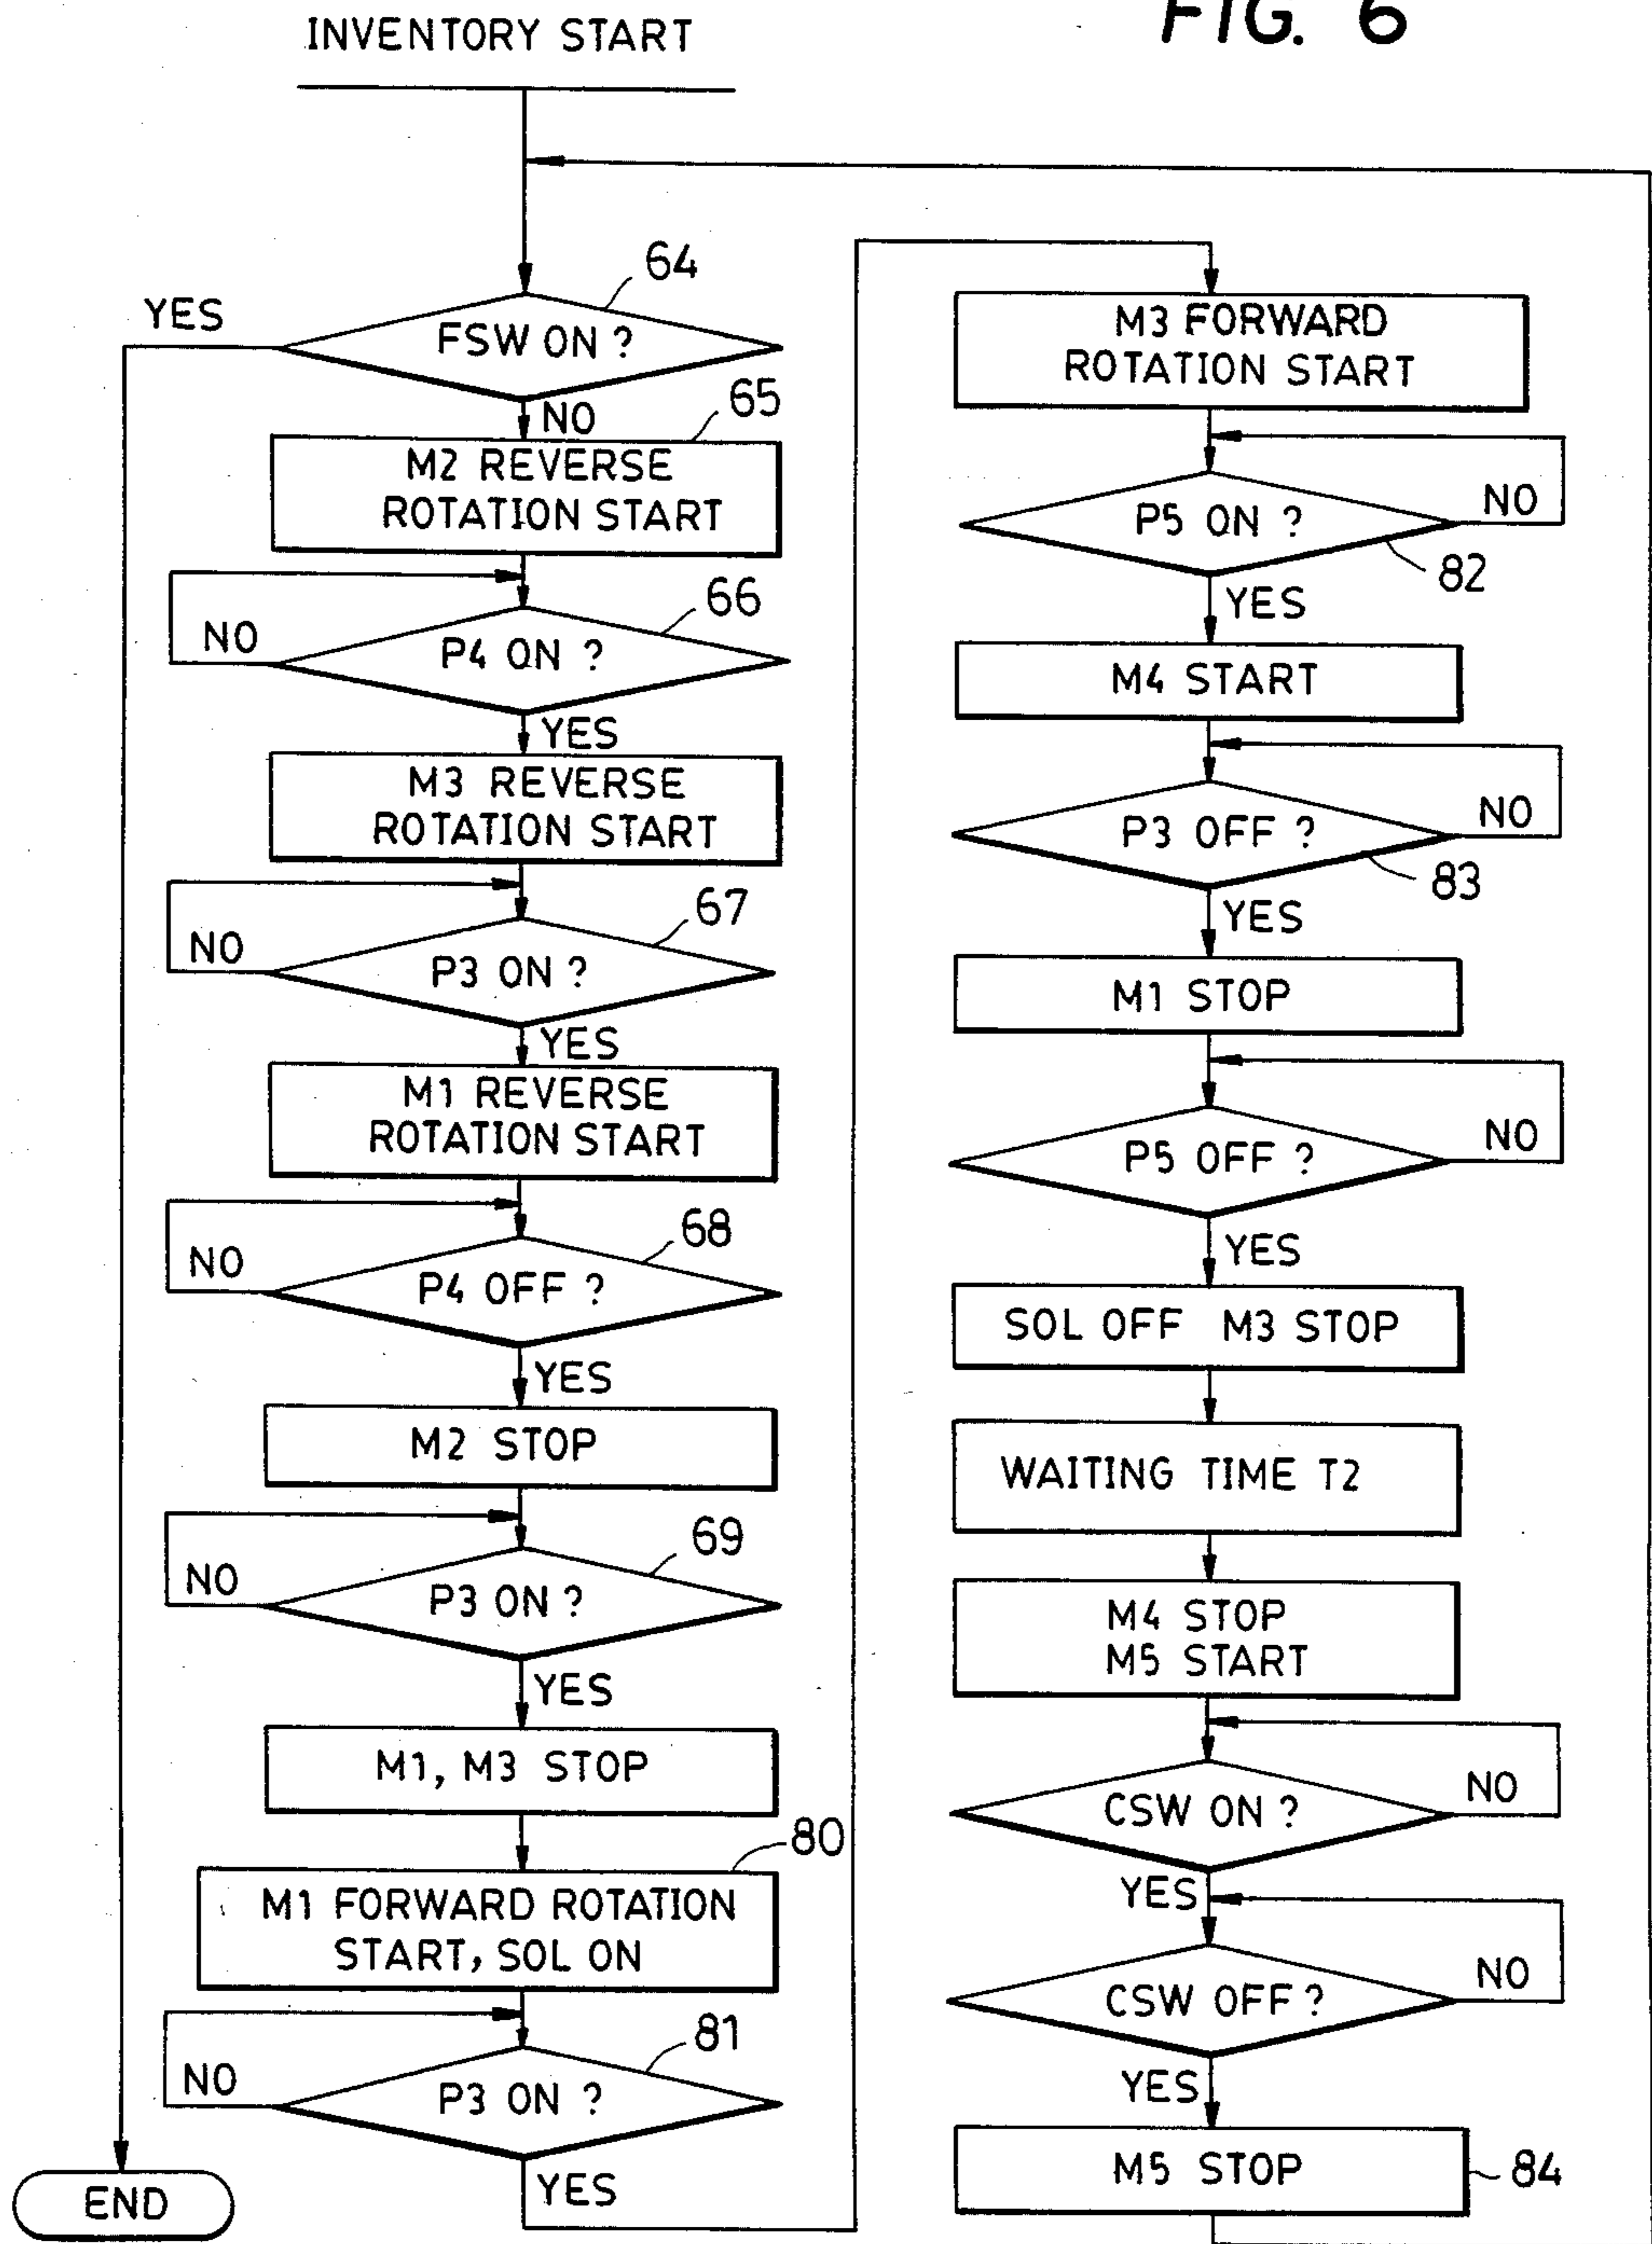 FIG. 6
INVENTORY START
64
YES
FSW ON ?
NO
65
M2 REVERSE
ROTATION START
66
NO
P4 ON ?
YES
M3 REVERSE
ROTATION START
67
NO
P3 ON ?
YES
M1 REVERSE
ROTATION START
68
NO
P4 OFF ?
YES
M2 STOP
69
NO
P3 ON ?
YES
M1, M3 STOP
80
M1 FORWARD ROTATION
START, SOL ON
81
NO
P3 ON ?
YES
END
M3 FORWARD
ROTATION START
P5 ON ?
NO
82
YES
M4 START
NO
P3 OFF ?
83
YES
M1 STOP
NO
P5 OFF ?
YES
SOL OFF M3 STOP
WAITING TIME T2
M4 STOP
M5 START
NO
CSW ON ?
YES
NO
CSW OFF ?
YES
M5 STOP
84